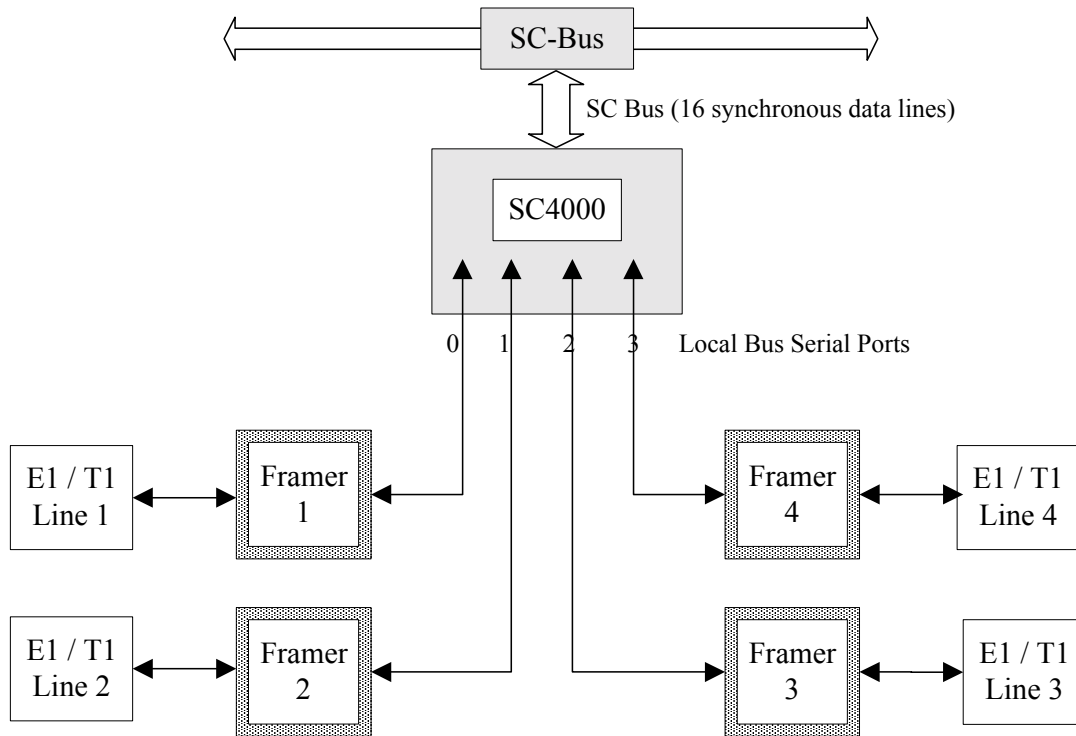 SC-Bus
SC Bus (16 synchronous data lines)
SC4000
0 1 2 3 Local Bus Serial Ports
E1 / T1
Line 1
Framer
1
Framer
4
E1 / T1
Line 4
E1 / T1
Line 2
Framer
2
Framer
3
E1 / T1
Line 3